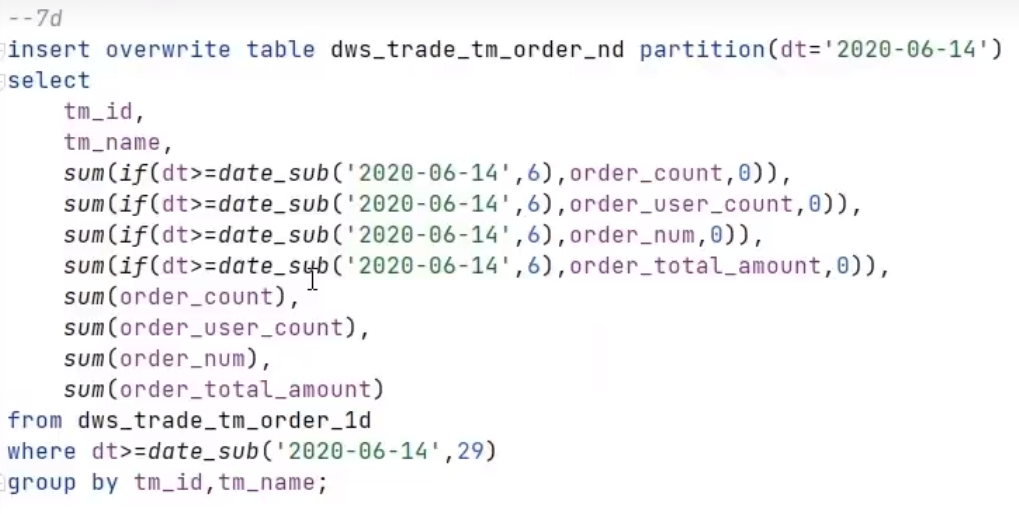 --7d
insert overwrite table dws_trade_tm_order_nd partition(dt='2020-06-14')
select
    tm_id,
    tm_name,
    sum(if(dt>=date_sub('2020-06-14',6),order_count,0)),
    sum(if(dt>=date_sub('2020-06-14',6),order_user_count,0)),
    sum(if(dt>=date_sub('2020-06-14',6),order_num,0)),
    sum(if(dt>=date_sub('2020-06-14',6),order_total_amount,0)),
    sum(order_count),
    sum(order_user_count),
    sum(order_num),
    sum(order_total_amount)
from dws_trade_tm_order_1d
where dt>=date_sub('2020-06-14',29)
group by tm_id,tm_name;